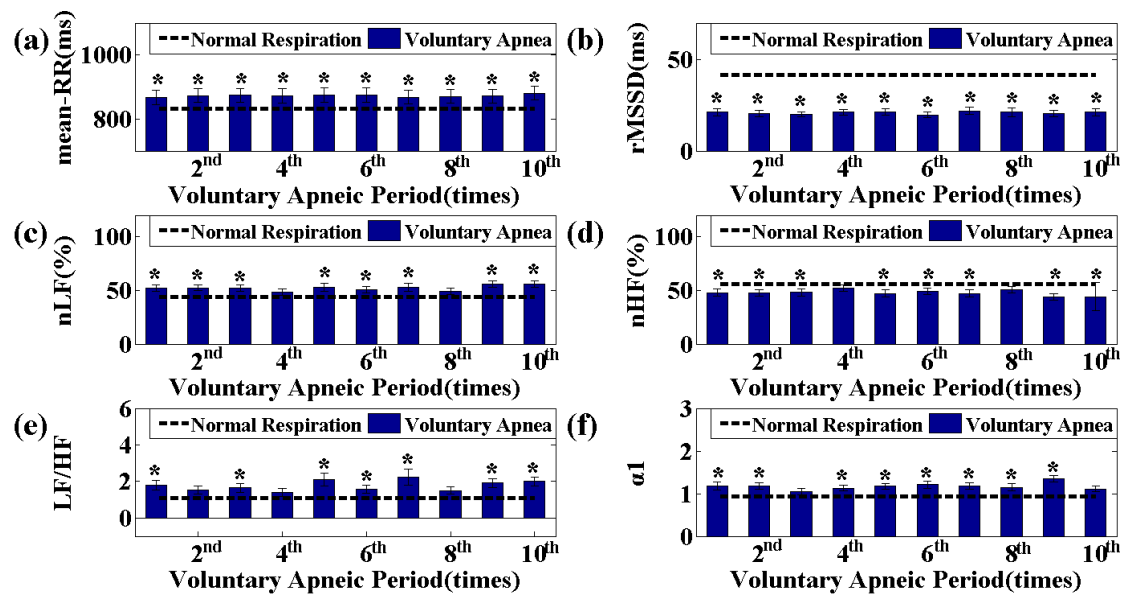 (a)
mean-RR(ms)
1000
800
Normal Respiration
Voluntary Apnea
* * * * * * * * * *
2nd 4th 6th 8th 10th
Voluntary Apneic Period(times)
(b)
rMSSD(ms)
50
0
Normal Respiration
Voluntary Apnea
* * * * * * * * * *
2nd 4th 6th 8th 10th
Voluntary Apneic Period(times)
(c)
nLF(%)
100
50
0
Normal Respiration
Voluntary Apnea
* * * * * * * *
2nd 4th 6th 8th 10th
Voluntary Apneic Period(times)
(d)
nHF(%)
100
50
0
Normal Respiration
Voluntary Apnea
* * * * * * * *
2nd 4th 6th 8th 10th
Voluntary Apneic Period(times)
(e)
LF/HF
6
4
2
0
Normal Respiration
Voluntary Apnea
* * * * * * *
2nd 4th 6th 8th 10th
Voluntary Apneic Period(times)
(f)
α1
3
2
1
0
Normal Respiration
Voluntary Apnea
* * * * * * * *
2nd 4th 6th 8th 10th
Voluntary Apneic Period(times)